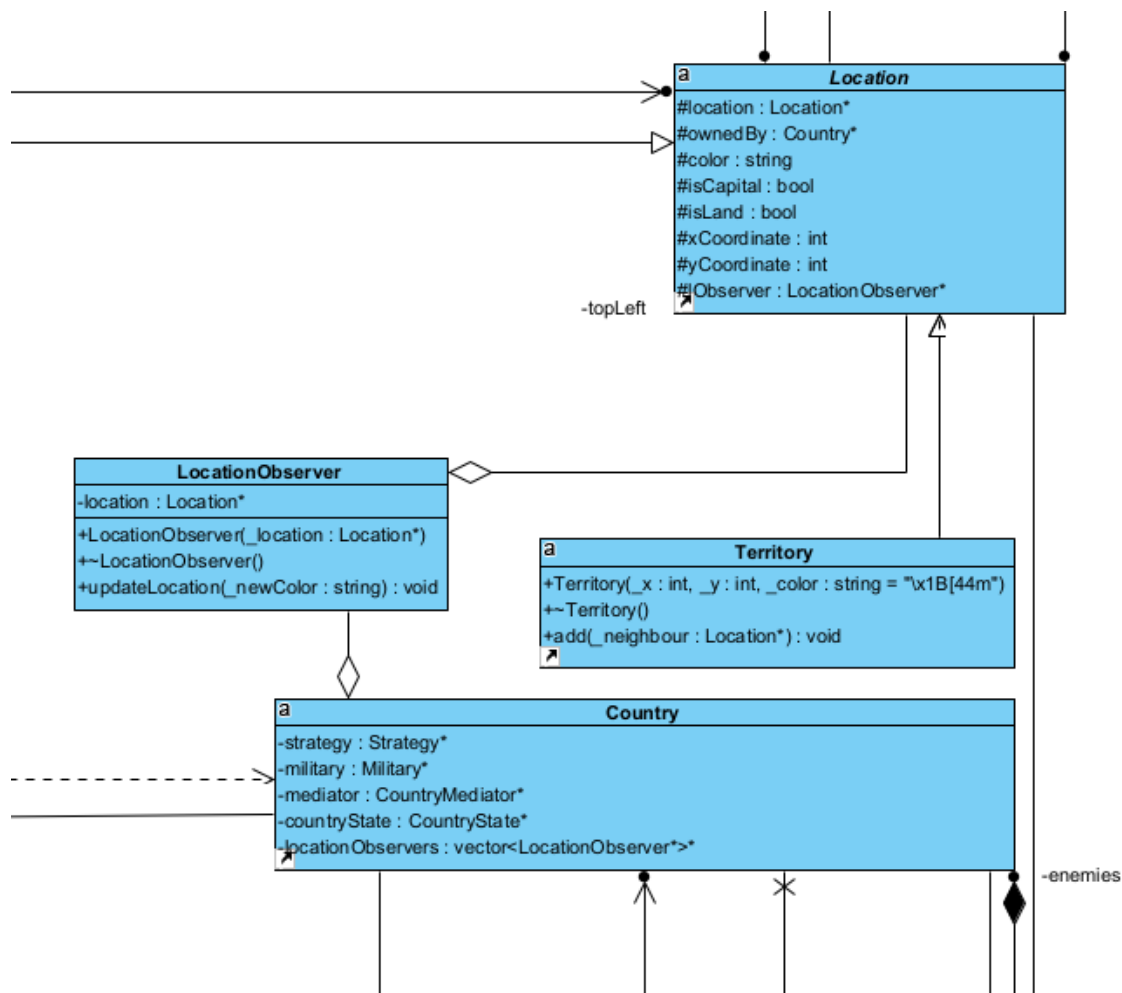 a
Location
#location : Location*
#ownedBy : Country*
#color : string
#isCapital : bool
#isLand : bool
#xCoordinate : int
#yCoordinate : int
#lObserver : LocationObserver*
-topLeft
LocationObserver
-location : Location*
+LocationObserver(_location : Location*)
+~LocationObserver()
+updateLocation(_newColor : string) : void
a
Territory
+Territory(_x : int, _y : int, _color : string = "\x1B[44m")
+~Territory()
+add(_neighbour : Location*) : void
a
Country
-strategy : Strategy*
-military : Military*
-mediator : CountryMediator*
-countryState : CountryState*
-locationObservers : vector<LocationObserver*>*
-enemies